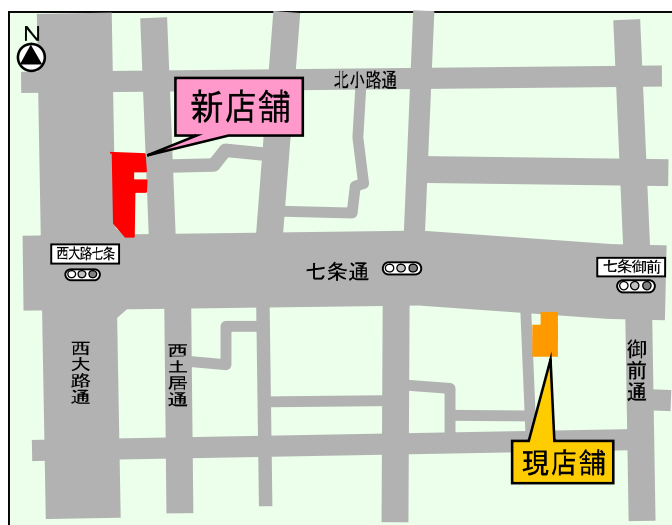 N
北小路通
新店舗
西大路七条
七条通
七条御前
西大路通
西土居通
御前通
現店舗